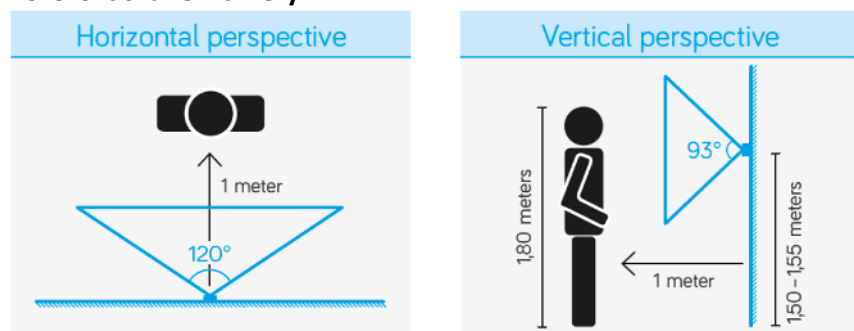 Horizontal perspective
1 meter
120°
Vertical perspective
93°
1,80 meters
1 meter
1,50 – 1,55 meters